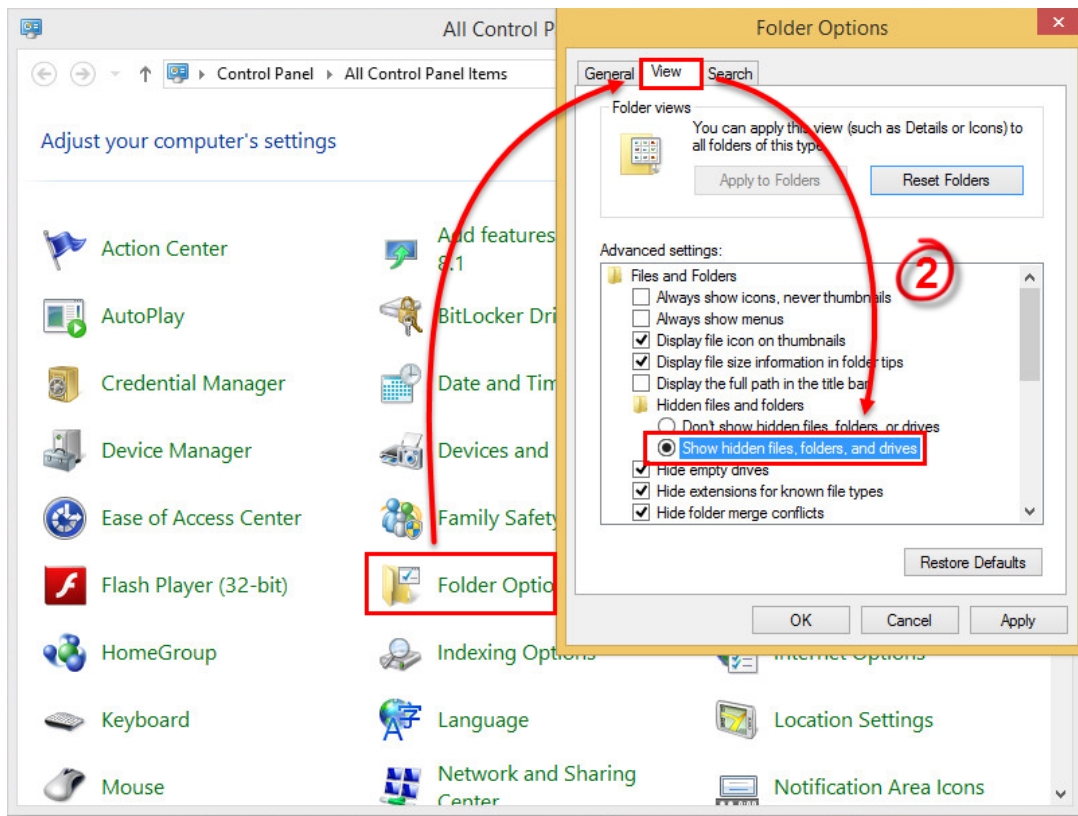 All Control P
Control Panel
All Control Panel Items
Adjust your computer's settings
Action Center
Add features
8.1
AutoPlay
BitLocker Dri
Credential Manager
Date and Tim
Device Manager
Devices and
Ease of Access Center
Family Safety
Flash Player (32-bit)
Folder Optio
HomeGroup
Indexing Options
Internet Options
Keyboard
Language
Location Settings
Mouse
Network and Sharing
Center
Notification Area Icons
Folder Options
General
View
Search
Folder views
You can apply this view (such as Details or Icons) to
all folders of this type
Apply to Folders
Reset Folders
Advanced settings:
Files and Folders
Always show icons, never thumbnails
Always show menus
Display file icon on thumbnails
Display file size information in folder tips
Display the full path in the title bar
Hidden files and folders
Don't show hidden files, folders, or drives
Show hidden files, folders, and drives
Hide empty drives
Hide extensions for known file types
Hide folder merge conflicts
2
Restore Defaults
OK
Cancel
Apply